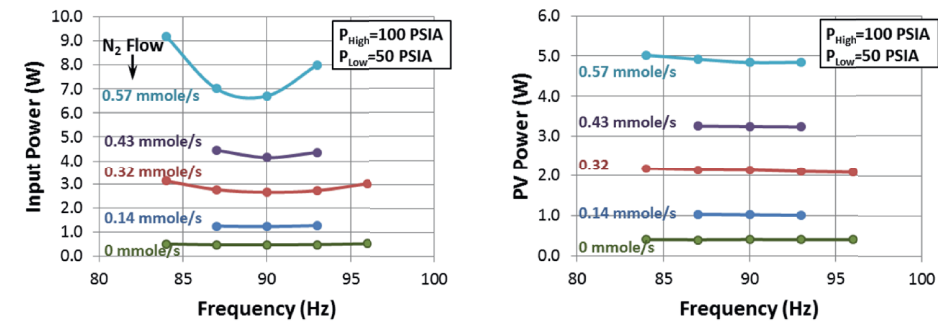 10.0
9.0
8.0
7.0
6.0
5.0
4.0
3.0
2.0
1.0
0.0
Input Power (W)
N2 Flow
P_High=100 PSIA
P_Low=50 PSIA
0.57 mmole/s
0.43 mmole/s
0.32 mmole/s
0.14 mmole/s
0 mmole/s
80 85 90 95 100
Frequency (Hz)
6.0
5.0
4.0
3.0
2.0
1.0
0.0
PV Power (W)
P_High=100 PSIA
P_Low=50 PSIA
0.57 mmole/s
0.43 mmole/s
0.32
0.14 mmole/s
0 mmole/s
80 85 90 95 100
Frequency (Hz)